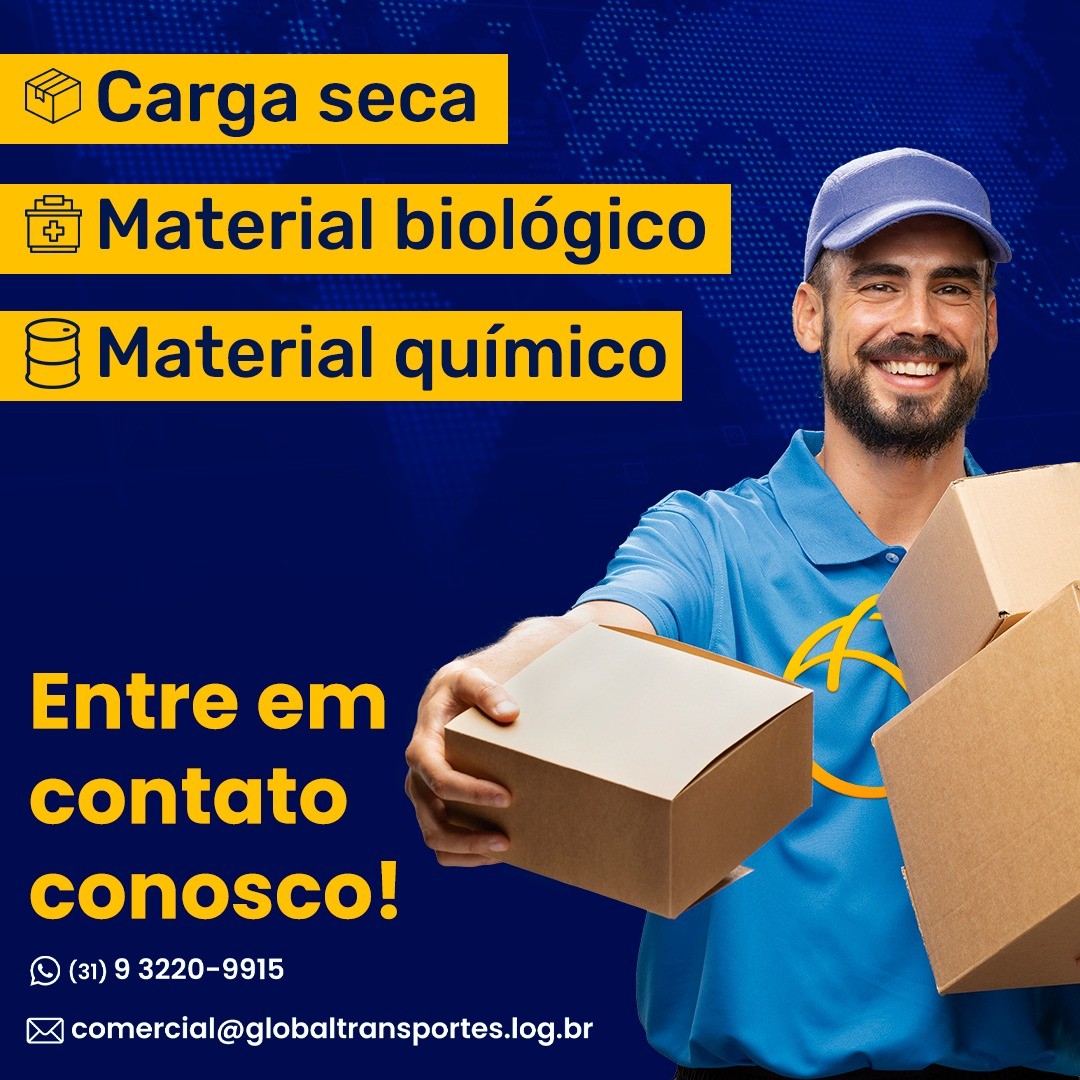 Carga seca
Material biológico
Material químico
Entre em
contato
conosco!
(31) 9 3220-9915
comercial@globaltransportes.log.br